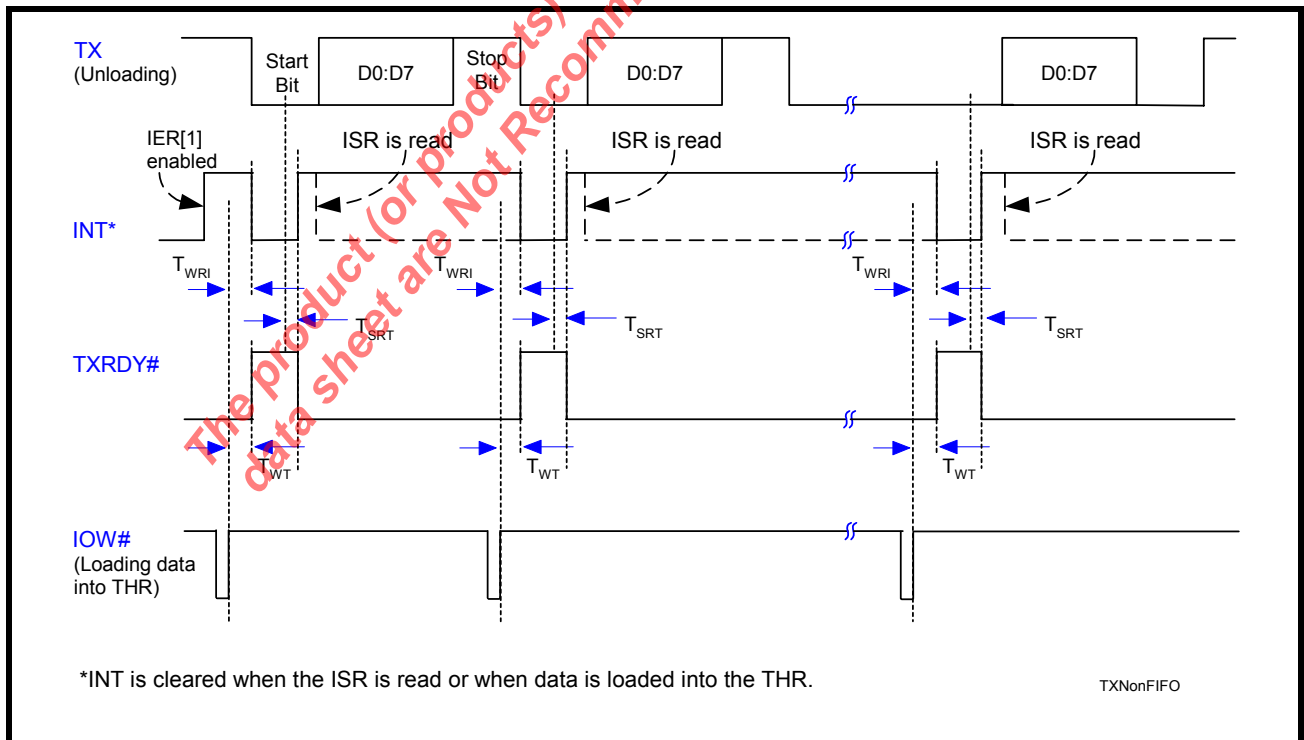 TX
(Unloading)
Start
Bit
D0:D7
Stop
Bit
D0:D7
D0:D7
IER[1]
enabled
ISR is read
ISR is read
ISR is read
INT*
TWRI
TWRI
TWRI
TSRT
TSRT
TSRT
TXRDY#
TWT
TWT
TWT
IOW#
(Loading data
into THR)
*INT is cleared when the ISR is read or when data is loaded into the THR.
TXNonFIFO
The product (or products)
data sheet are Not Recomm